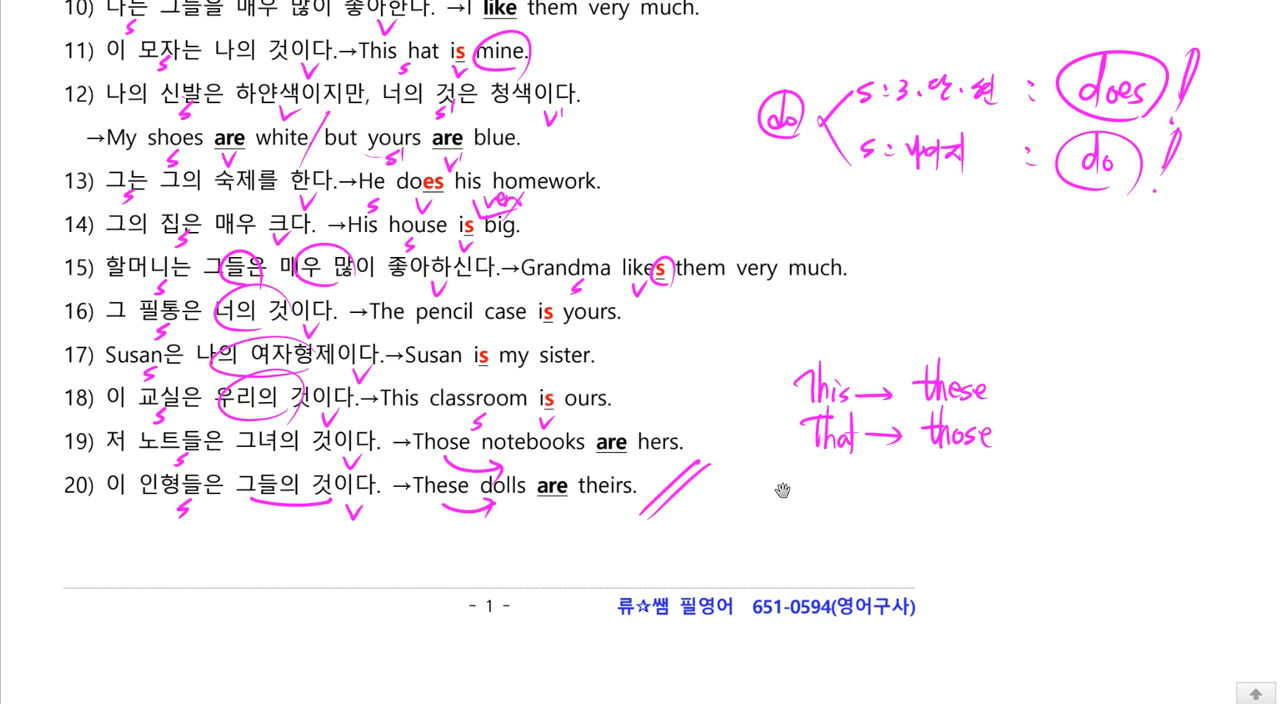 10) 나는 그들을 매우 많이 좋아한다. →I like them very much.
11) 이 모자는 나의 것이다.→This hat is mine.
12) 나의 신발은 하얀색이지만, 너의 것은 청색이다.
→My shoes are white but yours are blue.
13) 그는 그의 숙제를 한다.→He does his homework.
14) 그의 집은 매우 크다. →His house is big.
very
15) 할머니는 그들은 매우 많이 좋아하신다.→Grandma likes them very much.
16) 그 필통은 너의 것이다. →The pencil case is yours.
17) Susan은 나의 여자형제이다.→Susan is my sister.
18) 이 교실은 우리의 것이다.→This classroom is ours.
19) 저 노트들은 그녀의 것이다. →Those notebooks are hers.
20) 이 인형들은 그들의 것이다. →These dolls are theirs.
do
S : 3. 단. 현 : does !
S : 나머지 : do !
This → these
That → those
- 1 -
류☆쌤 필영어 651-0594(영어구사)